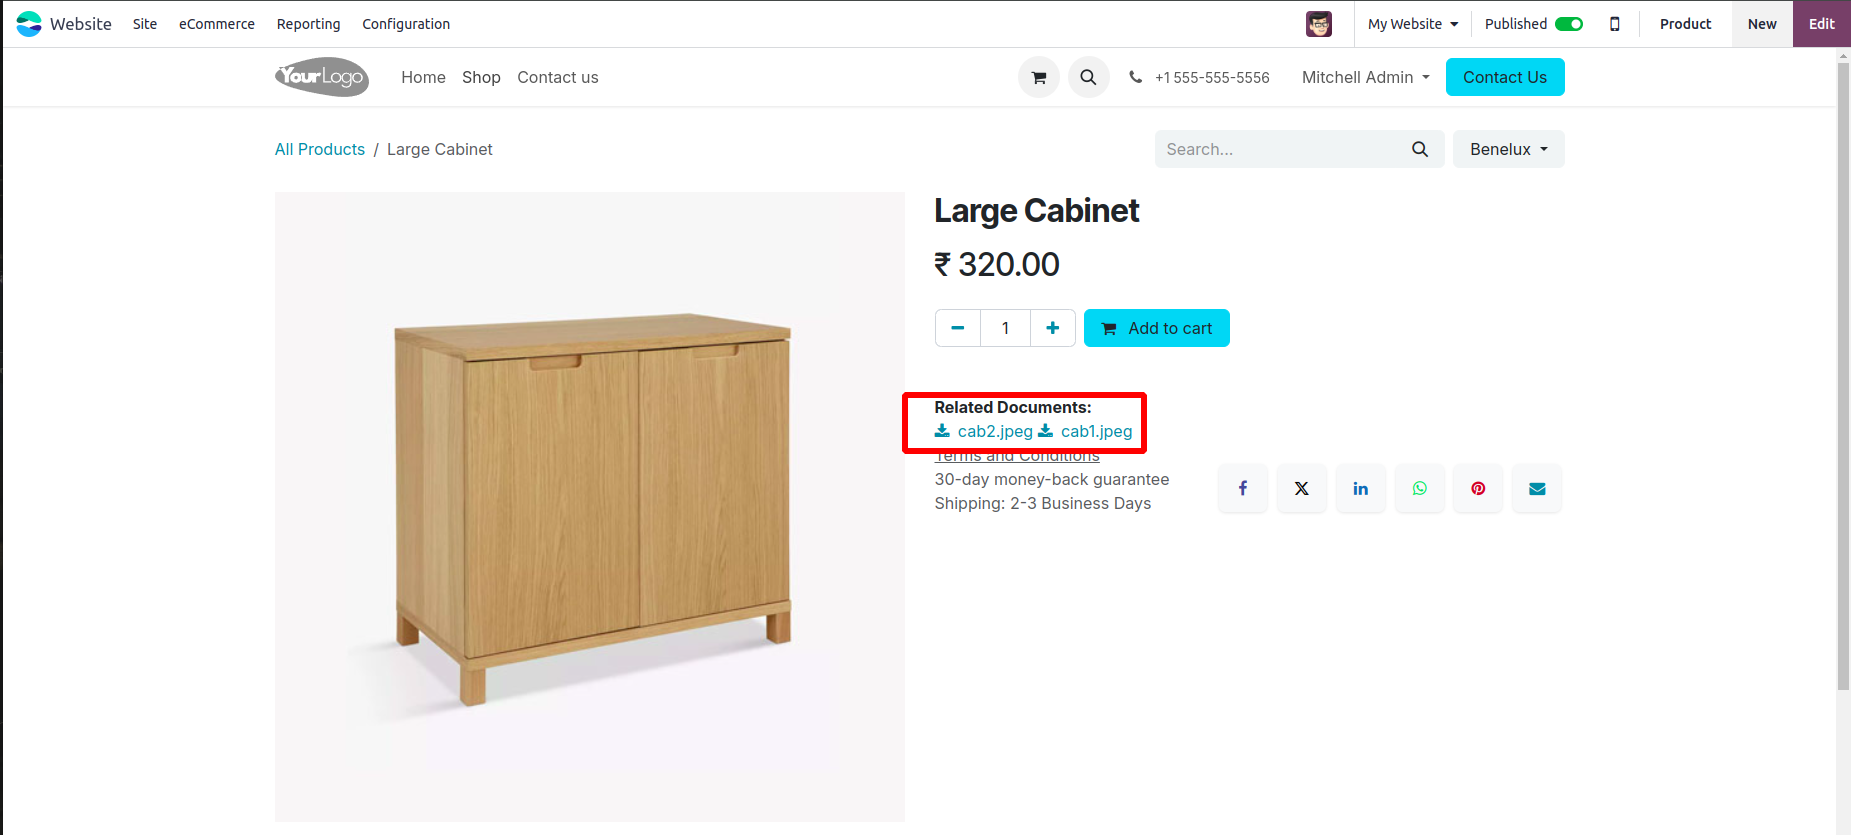 Website Site eCommerce Reporting Configuration My Website Published Product New Edit
YourLogo Home Shop Contact us +1 555-555-5556 Mitchell Admin Contact Us
All Products / Large Cabinet Search... Benelux
Large Cabinet
₹ 320.00
1 Add to cart
Related Documents:
cab2.jpeg cab1.jpeg
Terms and Conditions
30-day money-back guarantee
Shipping: 2-3 Business Days